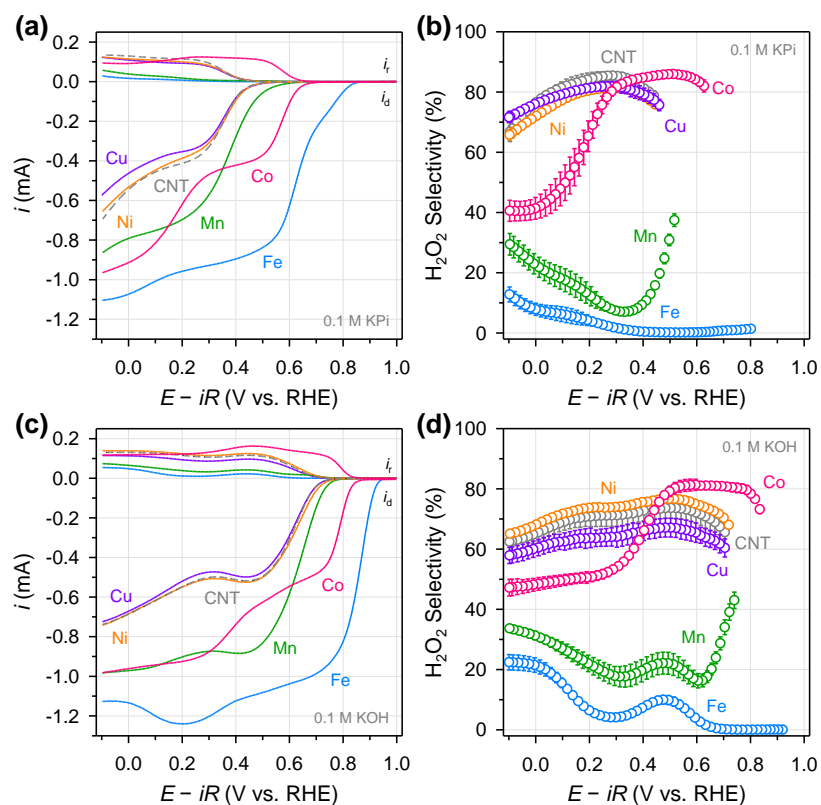 (a)
0.2
0.0
-0.2
-0.4
-0.6
-0.8
-1.0
-1.2
i (mA)
i_r
i_d
Cu
CNT
Ni
Co
Mn
Fe
0.1 M KPi
0.0 0.2 0.4 0.6 0.8 1.0
E − iR (V vs. RHE)
(b)
100
80
60
40
20
0
H₂O₂ Selectivity (%)
0.1 M KPi
CNT
Co
Cu
Ni
Mn
Fe
0.0 0.2 0.4 0.6 0.8 1.0
E − iR (V vs. RHE)
(c)
0.2
0.0
-0.2
-0.4
-0.6
-0.8
-1.0
-1.2
i (mA)
i_r
i_d
Cu
CNT
Co
Ni
Mn
Fe
0.1 M KOH
0.0 0.2 0.4 0.6 0.8 1.0
E − iR (V vs. RHE)
(d)
100
80
60
40
20
0
H₂O₂ Selectivity (%)
0.1 M KOH
Ni
Co
CNT
Cu
Mn
Fe
0.0 0.2 0.4 0.6 0.8 1.0
E − iR (V vs. RHE)